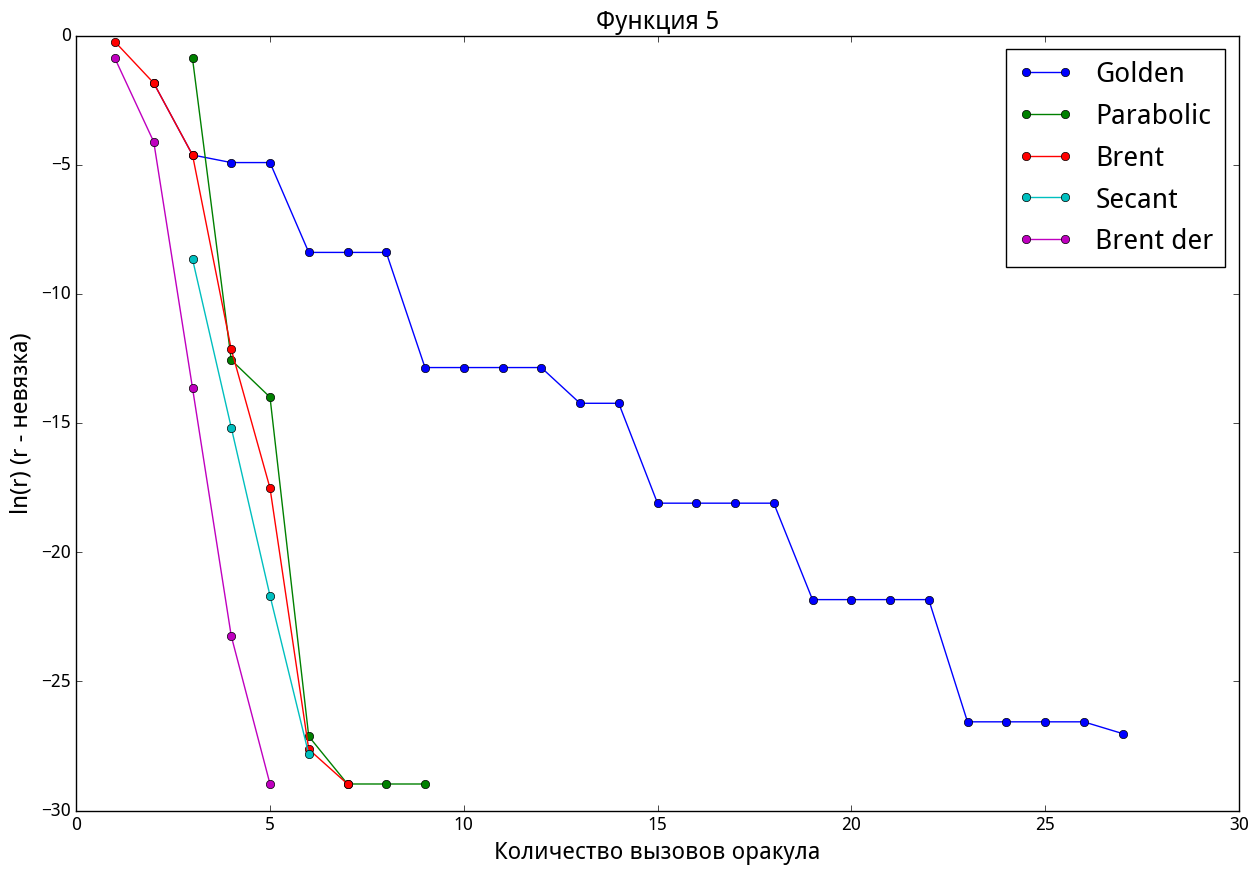 Функция 5
ln(r) (r - невязка)
0
−5
−10
−15
−20
−25
−30
Golden
Parabolic
Brent
Secant
Brent der
0 5 10 15 20 25 30
Количество вызовов оракула